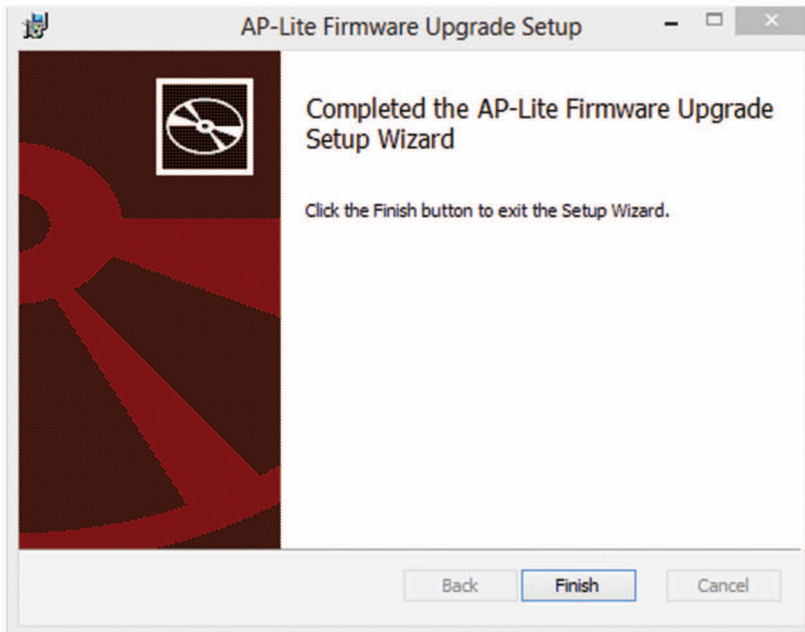 AP-Lite Firmware Upgrade Setup
Completed the AP-Lite Firmware Upgrade
Setup Wizard
Click the Finish button to exit the Setup Wizard.
Back Finish Cancel